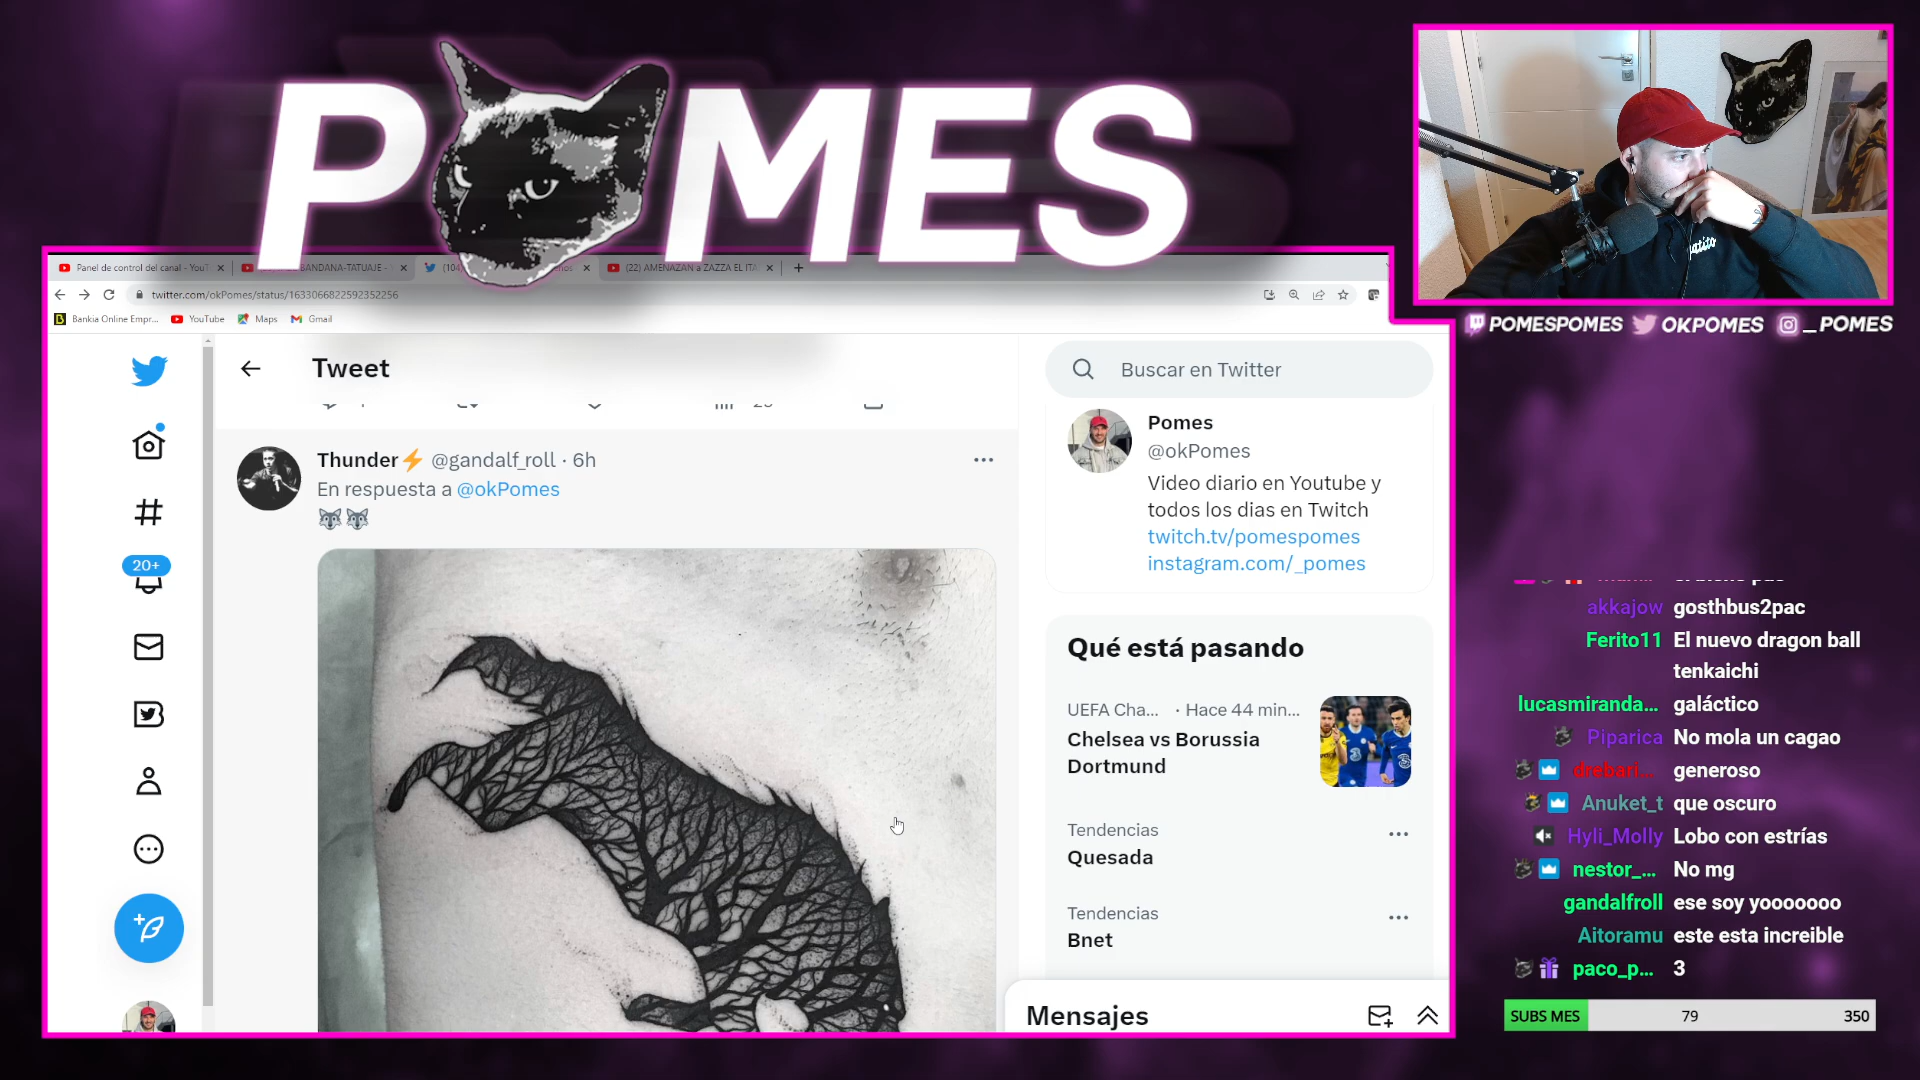 POMES
Panel de control del canal - YouT
BANDANA-TATUAJE -
(22) AMENAZAN a ZAZZA EL ITA
twitter.com/okPomes/status/1633066822592352256
Bankia Online Empr...
YouTube
Maps
Gmail
Tweet
Buscar en Twitter
Thunder⚡ @gandalf_roll · 6h
En respuesta a @okPomes
🐺🐺
20+
Pomes
@okPomes
Video diario en Youtube y
todos los dias en Twitch
twitch.tv/pomespomes
instagram.com/_pomes
Qué está pasando
UEFA Cha... · Hace 44 min...
Chelsea vs Borussia
Dortmund
Tendencias
Quesada
Tendencias
Bnet
Mensajes
gatito
POMESPOMES OKPOMES _POMES
akkajow gosthbus2pac
Ferito11 El nuevo dragon ball
tenkaichi
lucasmiranda... galáctico
Piparica No mola un cagao
drebari... generoso
Anuket_t que oscuro
Hyli_Molly Lobo con estrías
nestor_... No mg
gandalfroll ese soy yooooooo
Aitoramu este esta increible
paco_p... 3
SUBS MES 79 350